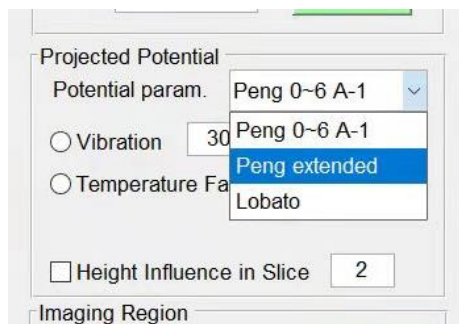 Projected Potential
Potential param. Peng 0~6 A-1
Vibration 30 Peng 0~6 A-1
Peng extended
Temperature Fa
Lobato
Height Influence in Slice 2
Imaging Region